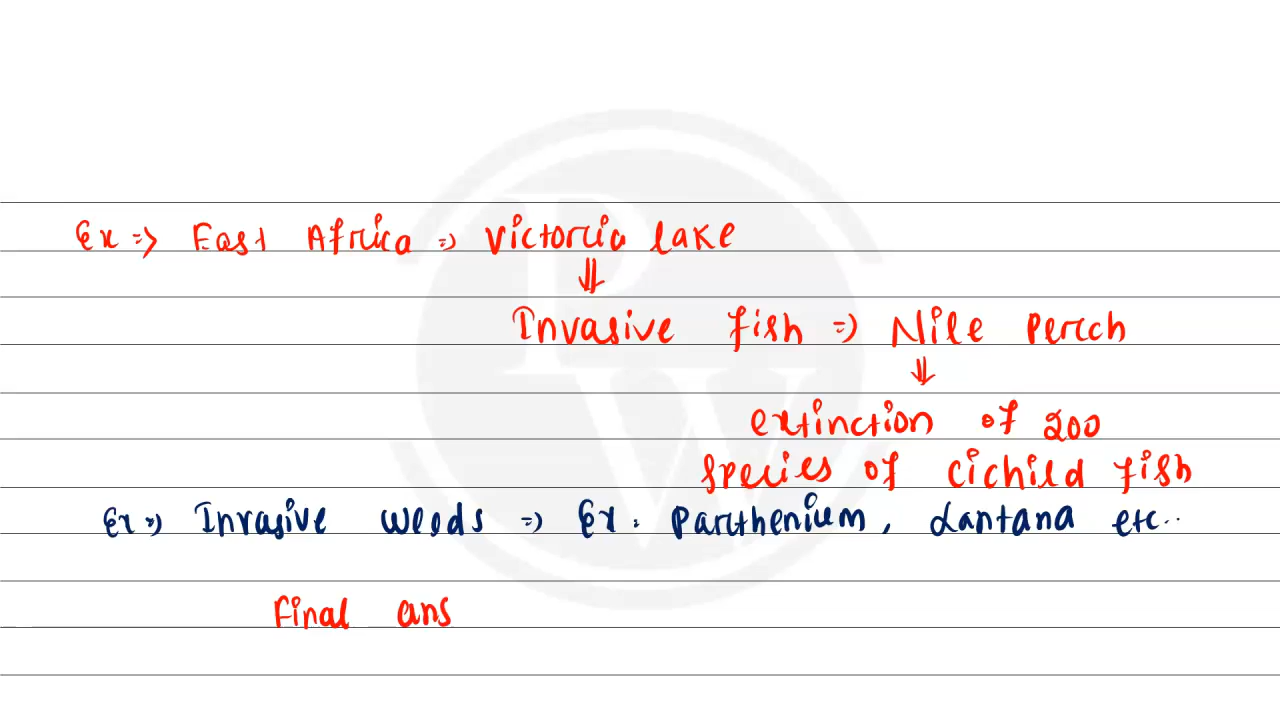 Ex => East Africa => Victoria lake
⇓
Invasive fish => Nile Perch
⇓
extinction of 200
species of cichild fish
Ex => Invasive weeds => Ex: Parthenium, Lantana etc..
Final ans
PW